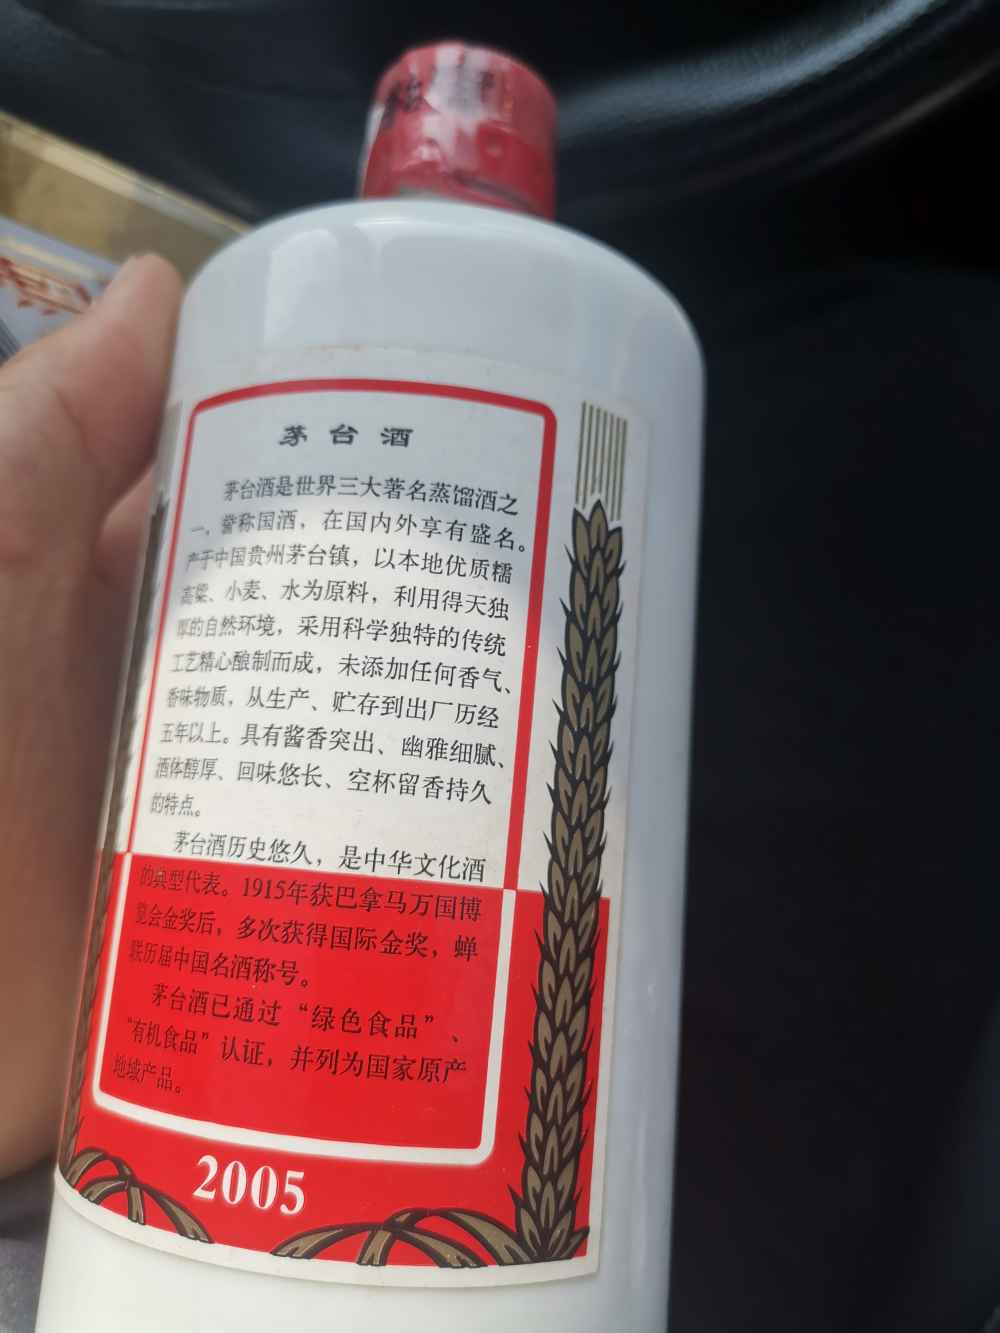 茅台酒
茅台酒是世界三大著名蒸馏酒之
一，誉称国酒，在国内外享有盛名。
产于中国贵州茅台镇，以本地优质糯
高粱、小麦、水为原料，利用得天独
厚的自然环境，采用科学独特的传统
工艺精心酿制而成，未添加任何香气、
香味物质，从生产、贮存到出厂历经
五年以上。具有酱香突出、幽雅细腻、
酒体醇厚、回味悠长、空杯留香持久
的特点。
茅台酒历史悠久，是中华文化酒
的典型代表。1915年获巴拿马万国博
览会金奖后，多次获得国际金奖，蝉
联历届中国名酒称号。
茅台酒已通过“绿色食品”、
“有机食品”认证，并列为国家原产
地域产品。
2005